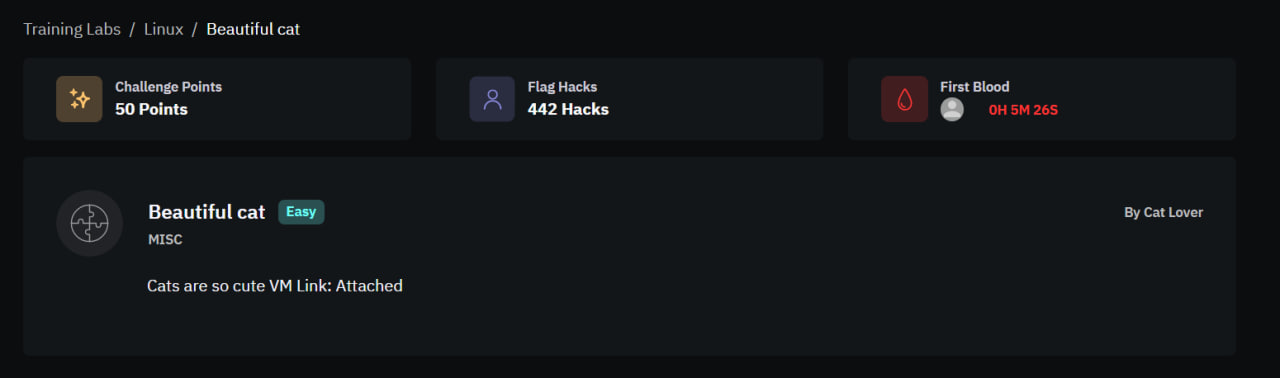 Training Labs / Linux / Beautiful cat
Challenge Points
50 Points
Flag Hacks
442 Hacks
First Blood
0H 5M 26S
Beautiful cat Easy
By Cat Lover
MISC
Cats are so cute VM Link: Attached